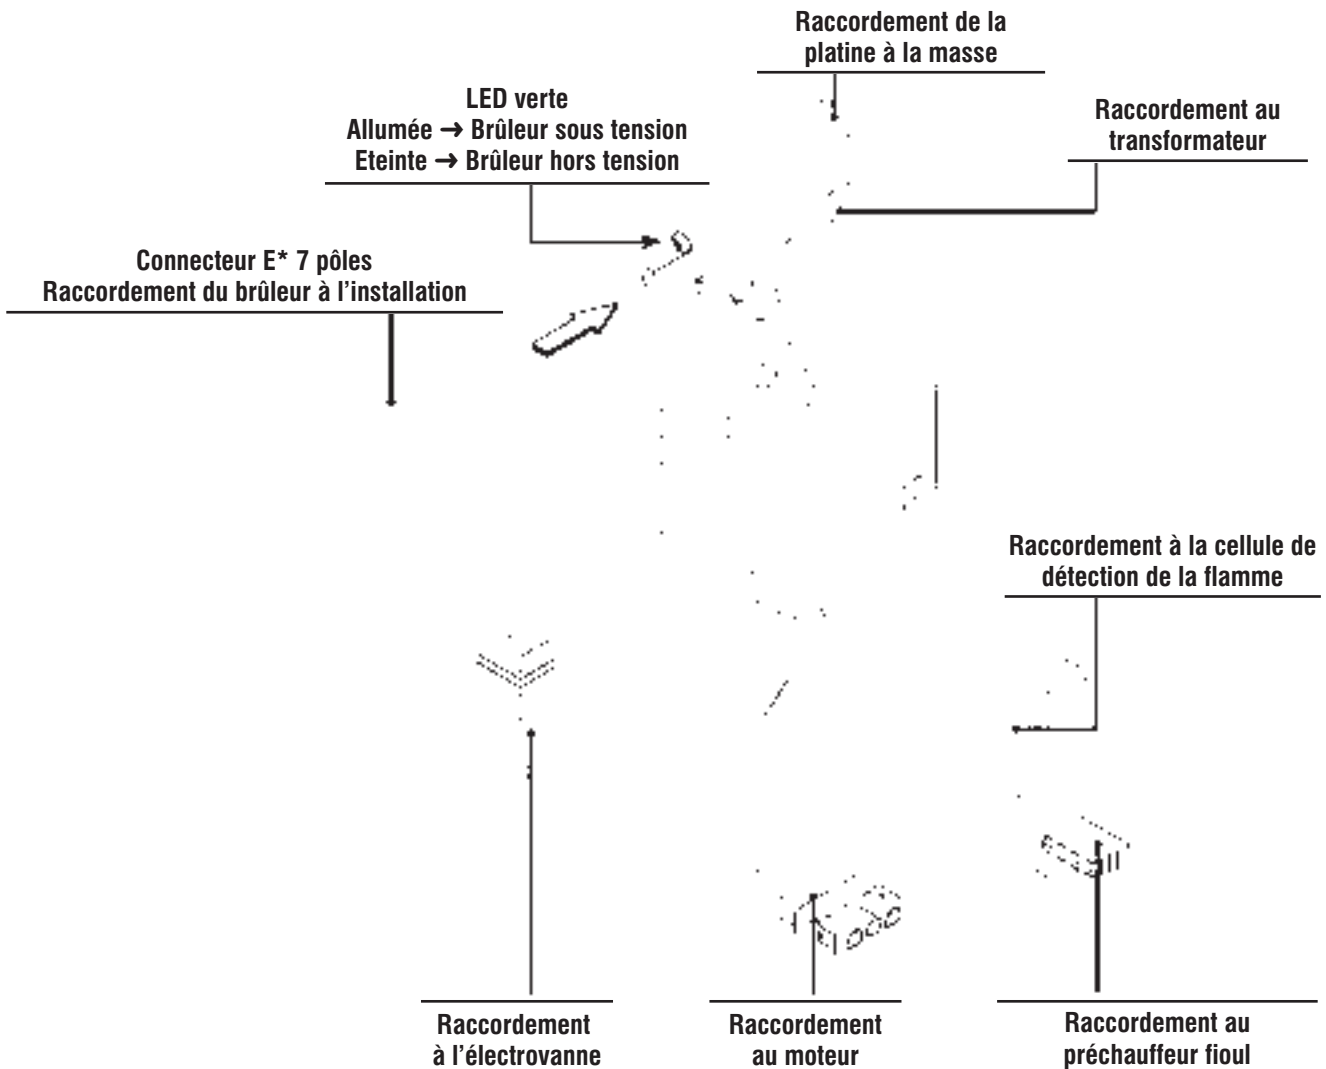 Raccordement de la
platine à la masse
LED verte
Allumée → Brûleur sous tension
Eteinte → Brûleur hors tension
Raccordement au
transformateur
Connecteur E* 7 pôles
Raccordement du brûleur à l'installation
Raccordement à la cellule de
détection de la flamme
Raccordement
à l'électrovanne
Raccordement
au moteur
Raccordement au
préchauffeur fioul